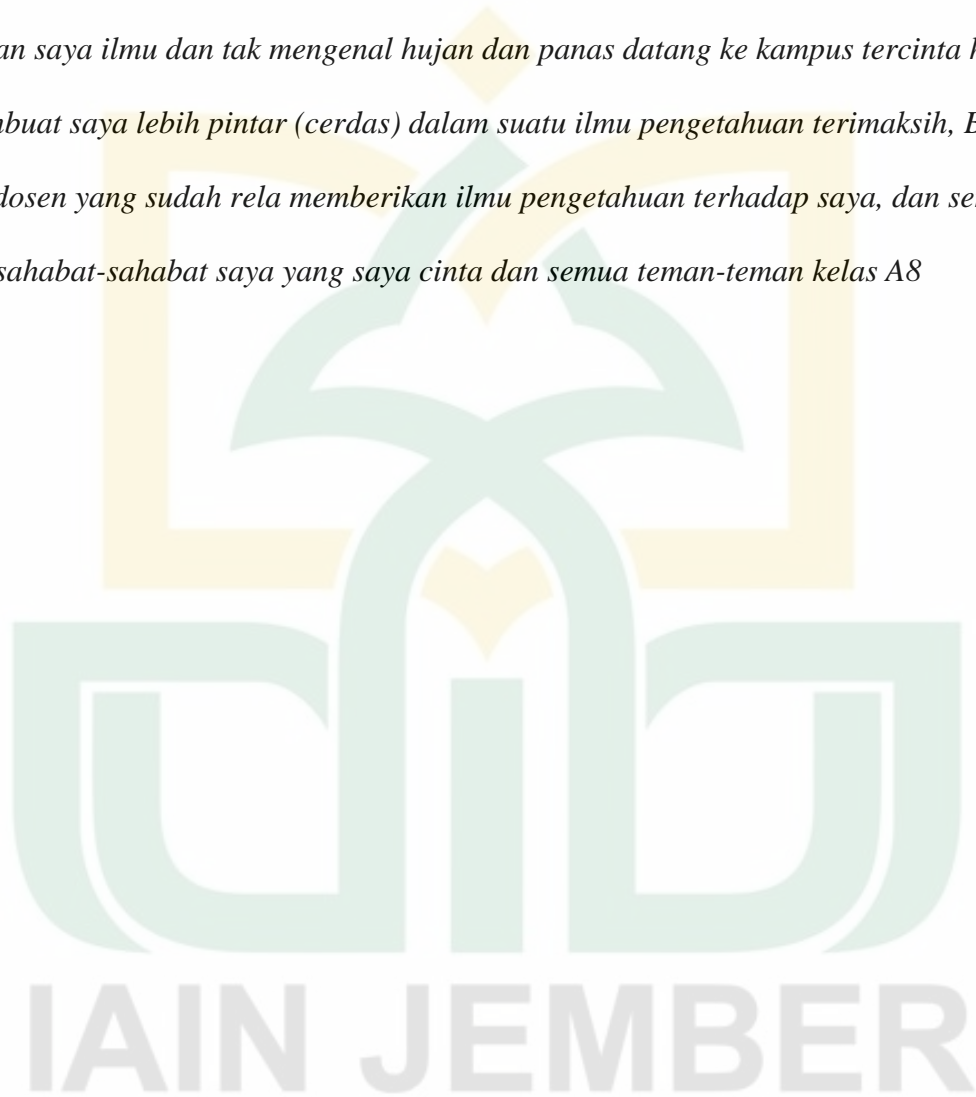 an saya ilmu dan tak mengenal hujan dan panas datang ke kampus tercinta
buat saya lebih pintar (cerdas) dalam suatu ilmu pengetahuan terimaksih,
dosen yang sudah rela memberikan ilmu pengetahuan terhadap saya, dan
sahabat-sahabat saya yang saya cinta dan semua teman-teman kelas A8
IAIN JEMBER